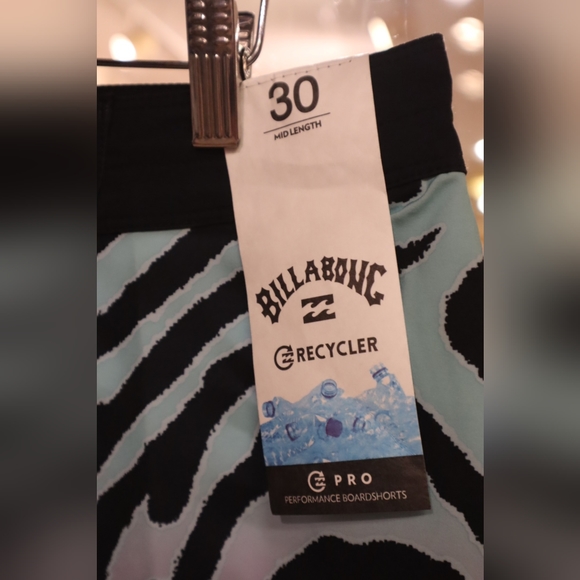 30
MID LENGTH
BILLABONG
RECYCLER
PRO
PERFORMANCE BOARDSHORTS